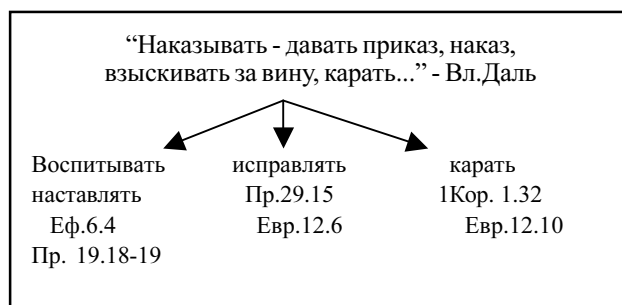 “Наказывать - давать приказ, наказ,
взыскивать за вину, карать...” - Вл.Даль
Воспитывать исправлять карать
наставлять Пр.29.15 1Кор. 1.32
Еф.6.4 Евр.12.6 Евр.12.10
Пр. 19.18-19